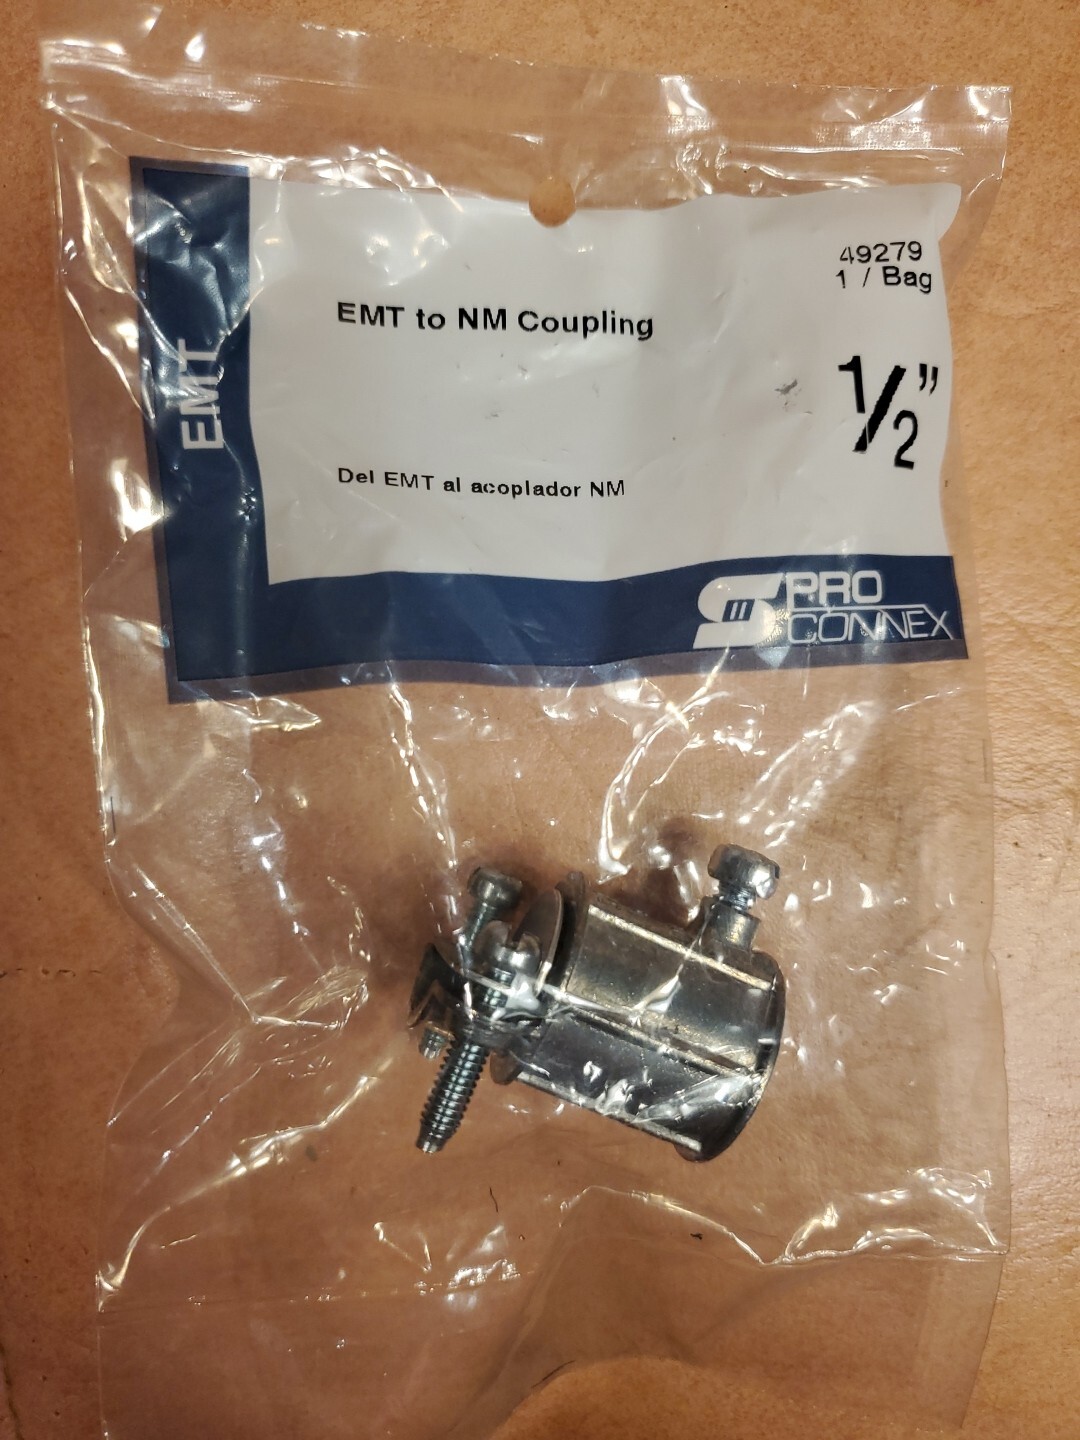 49279
1 / Bag
EMT to NM Coupling
1/2”
EMT
Del EMT al acoplador NM
PRO
CONNEX